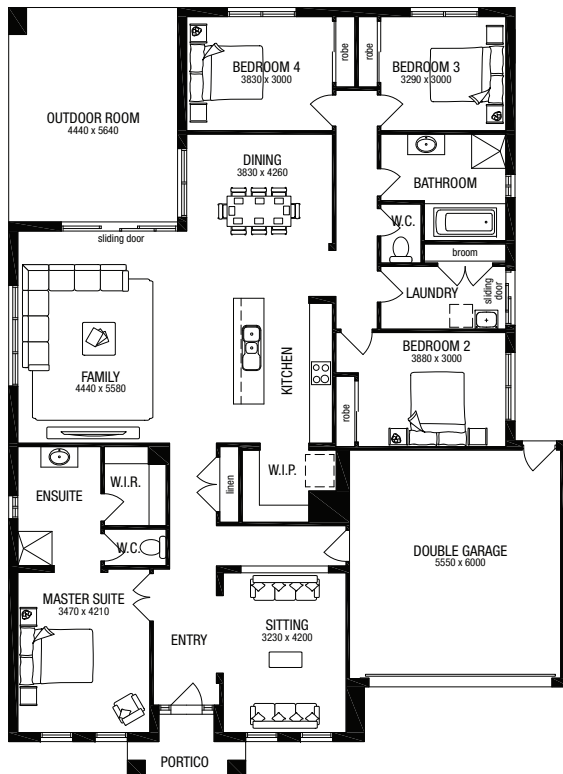 BEDROOM 4
3830 x 3000
robe
robe
BEDROOM 3
3290 x 3000
OUTDOOR ROOM
4440 x 5640
DINING
3830 x 4260
BATHROOM
W.C.
sliding door
broom
LAUNDRY
sliding
door
FAMILY
4440 x 5580
KITCHEN
BEDROOM 2
3880 x 3000
robe
ENSUITE
W.I.R.
linen
W.I.P.
W.C.
DOUBLE GARAGE
5550 x 6000
MASTER SUITE
3470 x 4210
ENTRY
SITTING
3230 x 4200
PORTICO